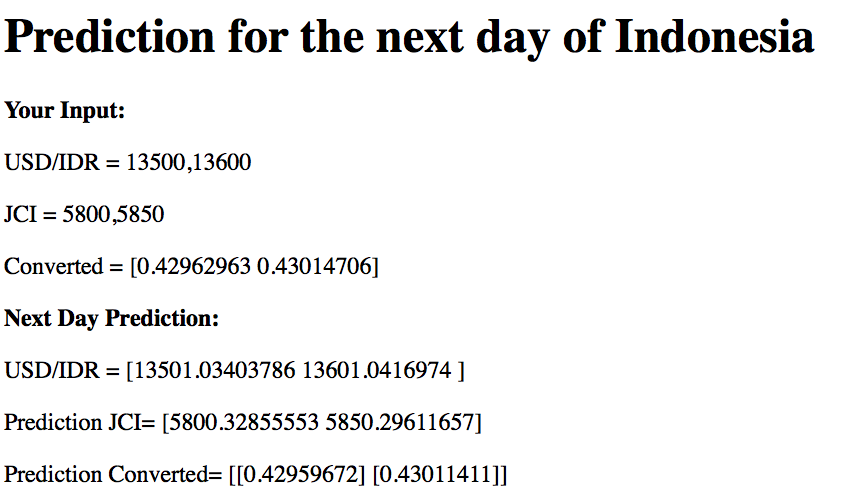 Prediction for the next day of Indonesia
Your Input:
USD/IDR = 13500,13600
JCI = 5800,5850
Converted = [0.42962963 0.43014706]
Next Day Prediction:
USD/IDR = [13501.03403786 13601.0416974 ]
Prediction JCI= [5800.32855553 5850.29611657]
Prediction Converted= [[0.42959672] [0.43011411]]